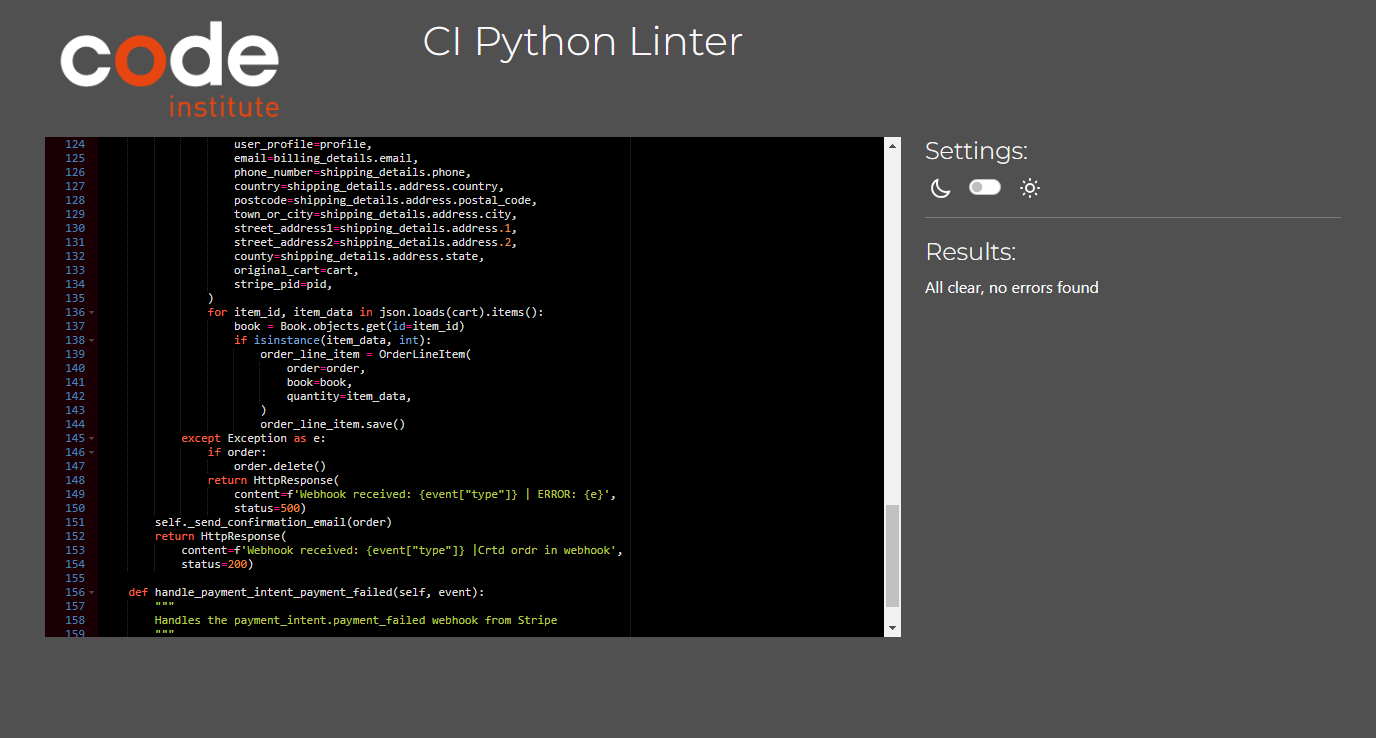 code
institute
CI Python Linter
124 user_profile=profile,
125 email=billing_details.email,
126 phone_number=shipping_details.phone,
127 country=shipping_details.address.country,
128 postcode=shipping_details.address.postal_code,
129 town_or_city=shipping_details.address.city,
130 street_address1=shipping_details.address.1,
131 street_address2=shipping_details.address.2,
132 county=shipping_details.address.state,
133 original_cart=cart,
134 stripe_pid=pid,
135 )
136 for item_id, item_data in json.loads(cart).items():
137 book = Book.objects.get(id=item_id)
138 if isinstance(item_data, int):
139 order_line_item = OrderLineItem(
140 order=order,
141 book=book,
142 quantity=item_data,
143 )
144 order_line_item.save()
145 except Exception as e:
146 if order:
147 order.delete()
148 return HttpResponse(
149 content=f'Webhook received: {event["type"]} | ERROR: {e}',
150 status=500)
151 self._send_confirmation_email(order)
152 return HttpResponse(
153 content=f'Webhook received: {event["type"]} |Crtd ordr in webhook',
154 status=200)
155
156 def handle_payment_intent_payment_failed(self, event):
157 """
158 Handles the payment_intent.payment_failed webhook from Stripe
159 """
Settings:
Results:
All clear, no errors found